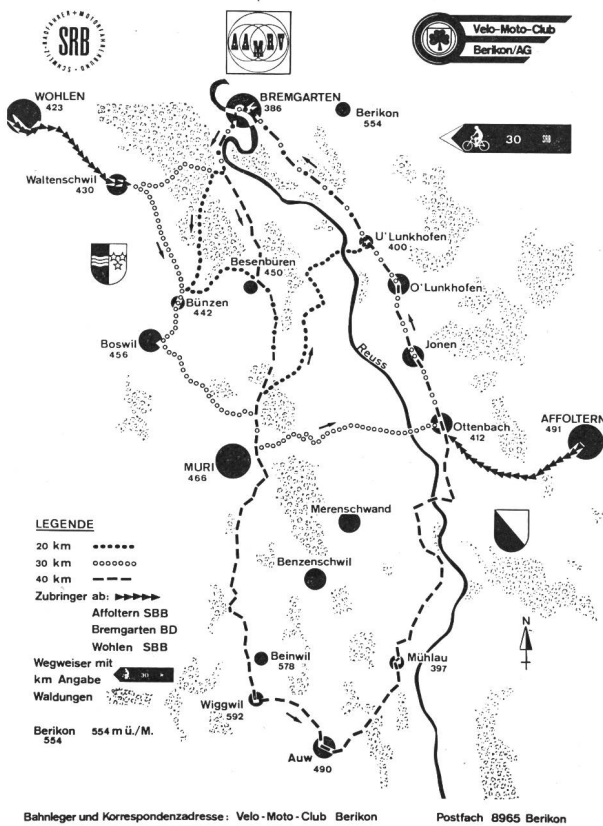 SCHWEIZ. RADFAHRER + MOTORFAHRERBUND
SRB
AAMRV
Velo-Moto-Club
Berikon/AG
WOHLEN
423
BREMGARTEN
386
Berikon
554
30 SRB
Waltenschwil
430
U'Lunkhofen
400
Besenbüren
450
O'Lunkhofen
Bünzen
442
Boswil
456
Jonen
Reuss
Ottenbach
412
AFFOLTERN
491
MURI
466
Merenschwand
Benzenschwil
LEGENDE
20 km
30 km
40 km
Zubringer ab:
Affoltern SBB
Bremgarten BD
Wohlen SBB
Wegweiser mit
km Angabe
30
Waldungen
Berikon 554 m ü./M.
554
N
Beinwil
578
Mühlau
397
Wiggwil
592
Auw
490
Bahnleger und Korrespondenzadresse: Velo-Moto-Club Berikon Postfach 8965 Berikon